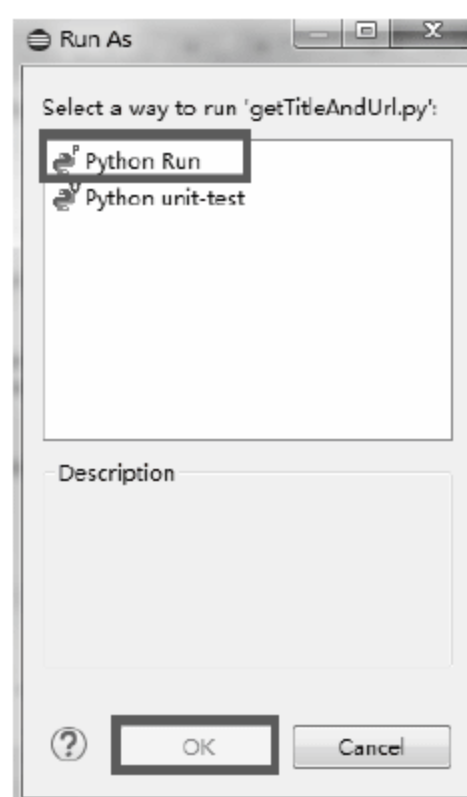 Run As
Select a way to run 'getTitleAndUrl.py':
Python Run
Python unit-test
Description
OK
Cancel